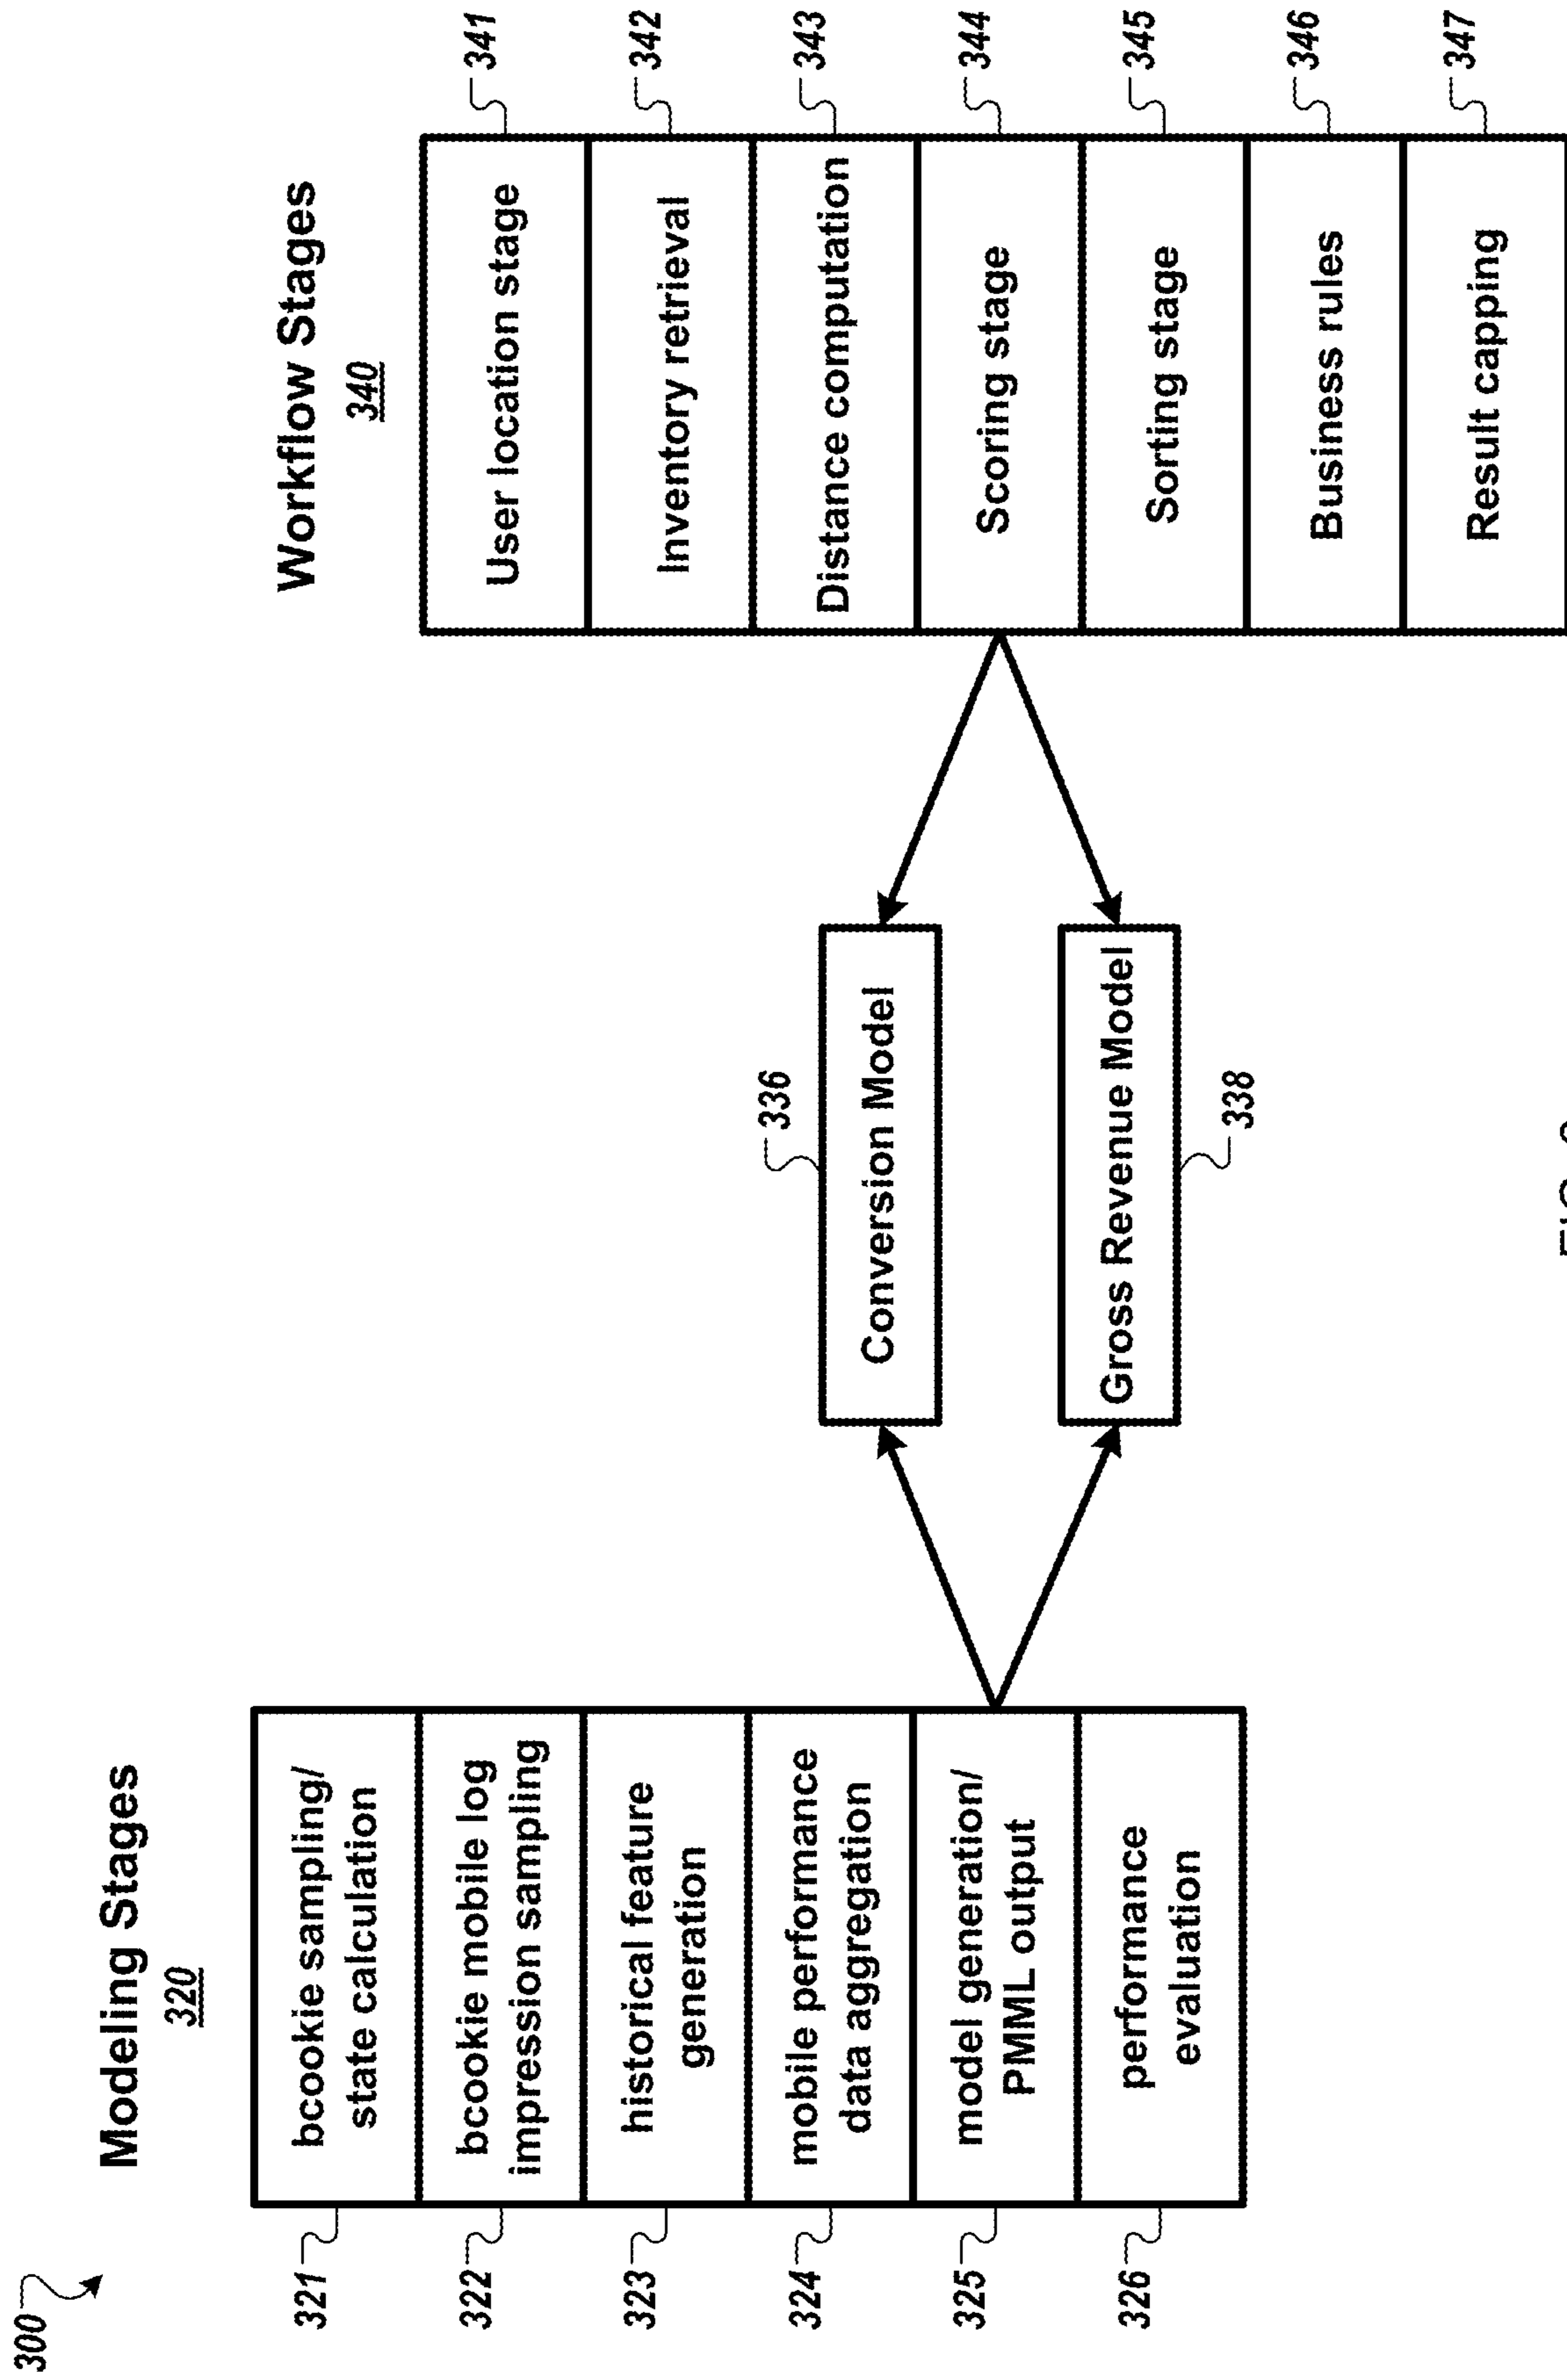 300
Modeling Stages
320
321
bcookie sampling/
state calculation
322
bcookie mobile log
impression sampling
323
historical feature
generation
324
mobile performance
data aggregation
325
model generation/
PMML output
326
performance
evaluation
336
Conversion Model
Gross Revenue Model
338
Workflow Stages
340
User location stage
341
Inventory retrieval
342
Distance computation
343
Scoring stage
344
Sorting stage
345
Business rules
346
Result capping
347
FIG.